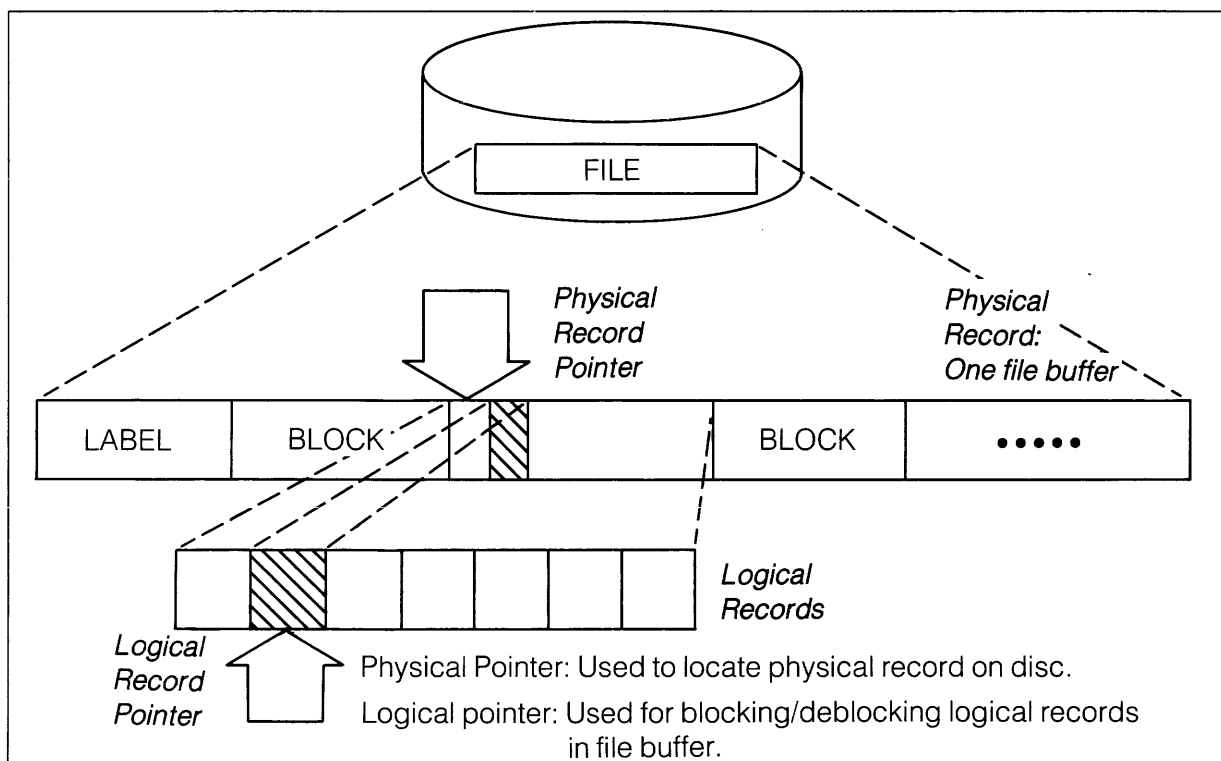 FILE
Physical
Record
Pointer
Physical
Record:
One file buffer
LABEL
BLOCK
BLOCK
•••••
Logical
Records
Logical
Record
Pointer
Physical Pointer: Used to locate physical record on disc.
Logical pointer: Used for blocking/deblocking logical records
in file buffer.